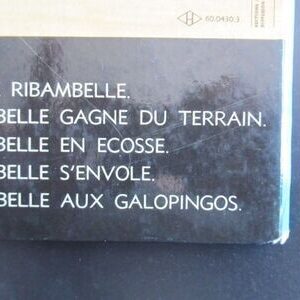 H 60.0430.3
RIBAMBELLE.
BELLE GAGNE DU TERRAIN.
BELLE EN ECOSSE.
BELLE S'ENVOLE.
BELLE AUX GALOPINGOS.